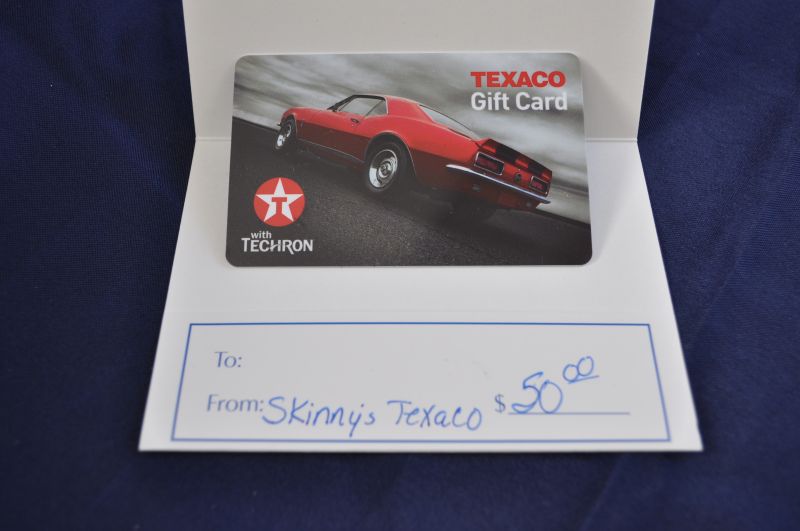 TEXACO
Gift Card
T
with
TECHRON
To:
From: Skinny's Texaco $ 50.00